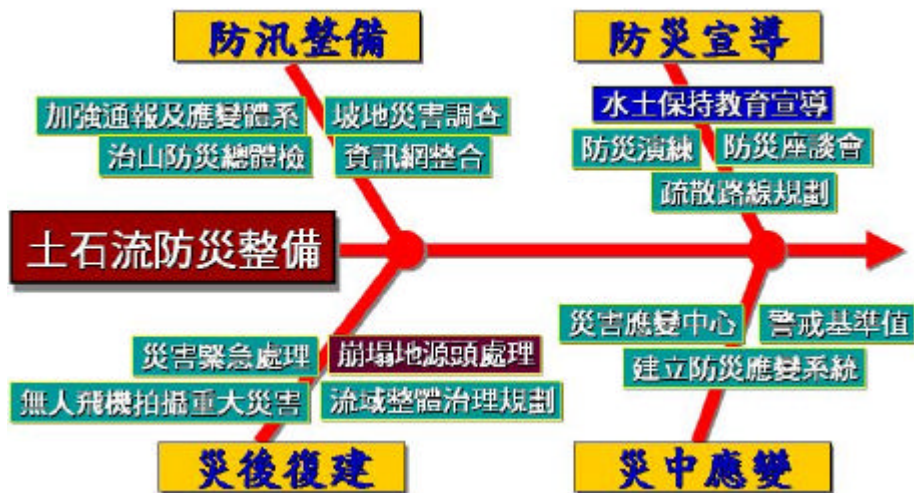 防汛整備
防災宣導
水土保持教育宣導
加強通報及應變體系
坡地災害調查
防災演練
防災座談會
治山防災總體檢
資訊網整合
疏散路線規劃
土石流防災整備
災害應變中心
警戒基準值
災害緊急處理
崩塌地源頭處理
建立防災應變系統
無人飛機拍攝重大災害
流域整體治理規劃
災後復建
災中應變